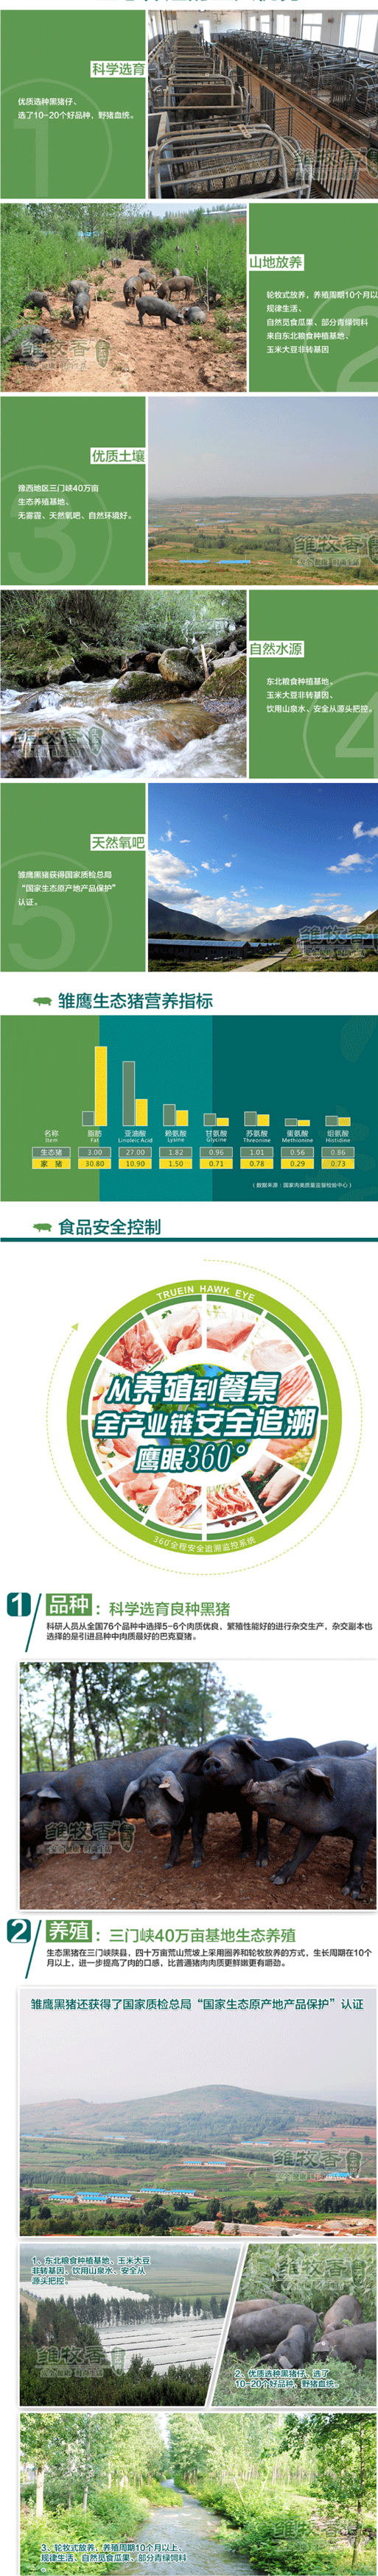 科学选育
优质选种黑猪仔、
选了10-20个好品种，野猪血统。
雏牧香
山地放养
轮牧式放养，养殖周期10个月以
规律生活、
自然觅食瓜果、部分青绿饲料
来自东北粮食种植基地、
玉米大豆非转基因
雏牧香
优质土壤
豫西地区三门峡40万亩
生态养殖基地、
无雾霾、天然氧吧、自然环境好。
雏牧香
自然水源
东北粮食种植基地、
玉米大豆非转基因、
饮用山泉水、安全从源头把控。
雏牧香
天然氧吧
雏鹰黑猪获得国家质检总局
“国家生态原产地产品保护”
认证。
雏牧香
雏鹰生态猪营养指标
名称 脂肪 亚油酸 赖氨酸 甘氨酸 苏氨酸 蛋氨酸 组氨酸
Item Fat Linoleic Acid Lysine Glycine Threonine Methionine Histidine
生态猪 3.00 27.00 1.82 0.96 1.01 0.56 0.86
家 猪 30.80 10.90 1.50 0.71 0.78 0.29 0.73
（数据来源：国家肉类质量监督检验中心）
食品安全控制
TRUEIN HAWK EYE
从养殖到餐桌
全产业链安全追溯
鹰眼360°
360°全程安全追溯监控系统
1 品种：科学选育良种黑猪
科研人员从全国76个品种中选择5-6个肉质优良，繁殖性能好的进行杂交生产，杂交副本也
选择的是引进品种中肉质最好的巴克夏猪。
雏牧香
2 养殖：三门峡40万亩基地生态养殖
生态黑猪在三门峡陕县，四十万亩荒山荒坡上采用圈养和轮牧放养的方式，生长周期在10个
月以上，进一步提高了肉的口感，比普通猪肉肉质更鲜嫩更有嚼劲。
雏鹰黑猪还获得了国家质检总局“国家生态原产地产品保护”认证
雏牧香
1、东北粮食种植基地、玉米大豆
非转基因、饮用山泉水、安全从
源头把控。
雏牧香
2、优质选种黑猪仔、选了
10-20个好品种，野猪血统。
3、轮牧式放养，养殖周期10个月以上、
规律生活、自然觅食瓜果、部分青绿饲料